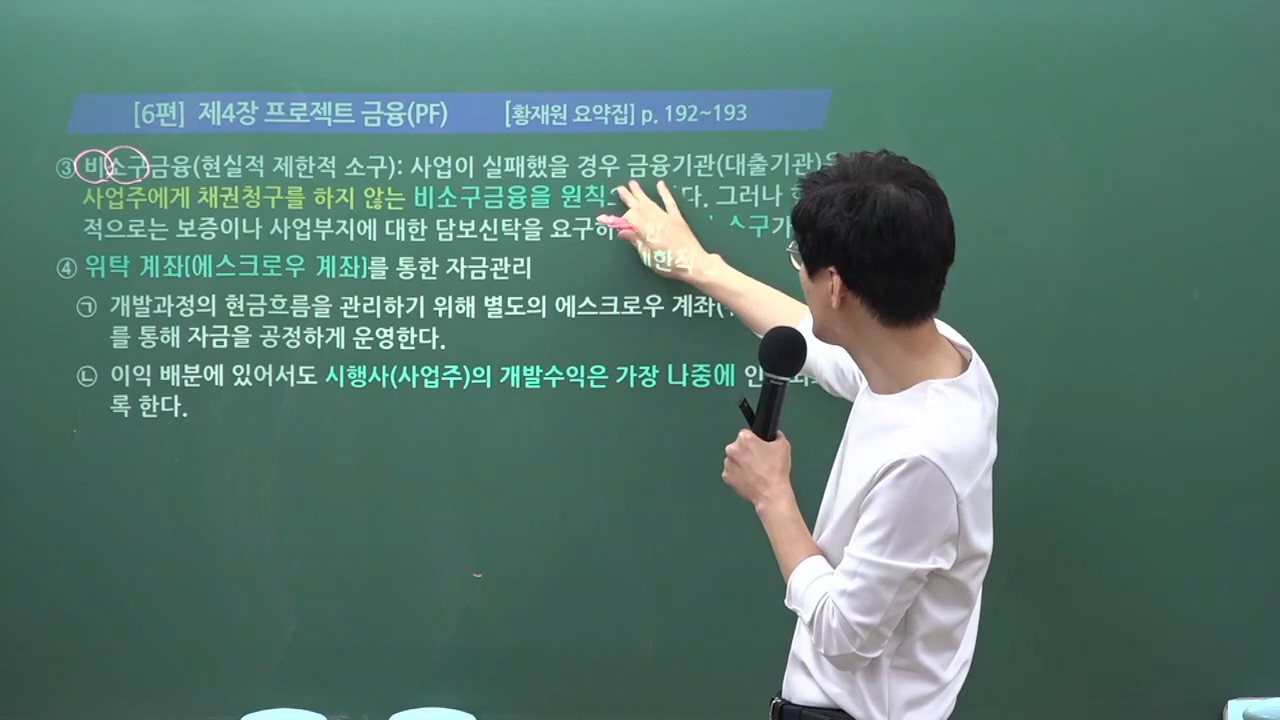 [6편] 제4장 프로젝트 금융(PF) [황재원 요약집] p. 192~193
③ 비소구금융(현실적 제한적 소구): 사업이 실패했을 경우 금융기관(대출기관)은
사업주에게 채권청구를 하지 않는 비소구금융을 원칙으 다. 그러나
적으로는 보증이나 사업부지에 대한 담보신탁을 요구하 제한적 소구가
④ 위탁 계좌[에스크로우 계좌]를 통한 자금관리
㉠ 개발과정의 현금흐름을 관리하기 위해 별도의 에스크로우 계좌(
를 통해 자금을 공정하게 운영한다.
㉡ 이익 배분에 있어서도 시행사(사업주)의 개발수익은 가장 나중에 인
록 한다.